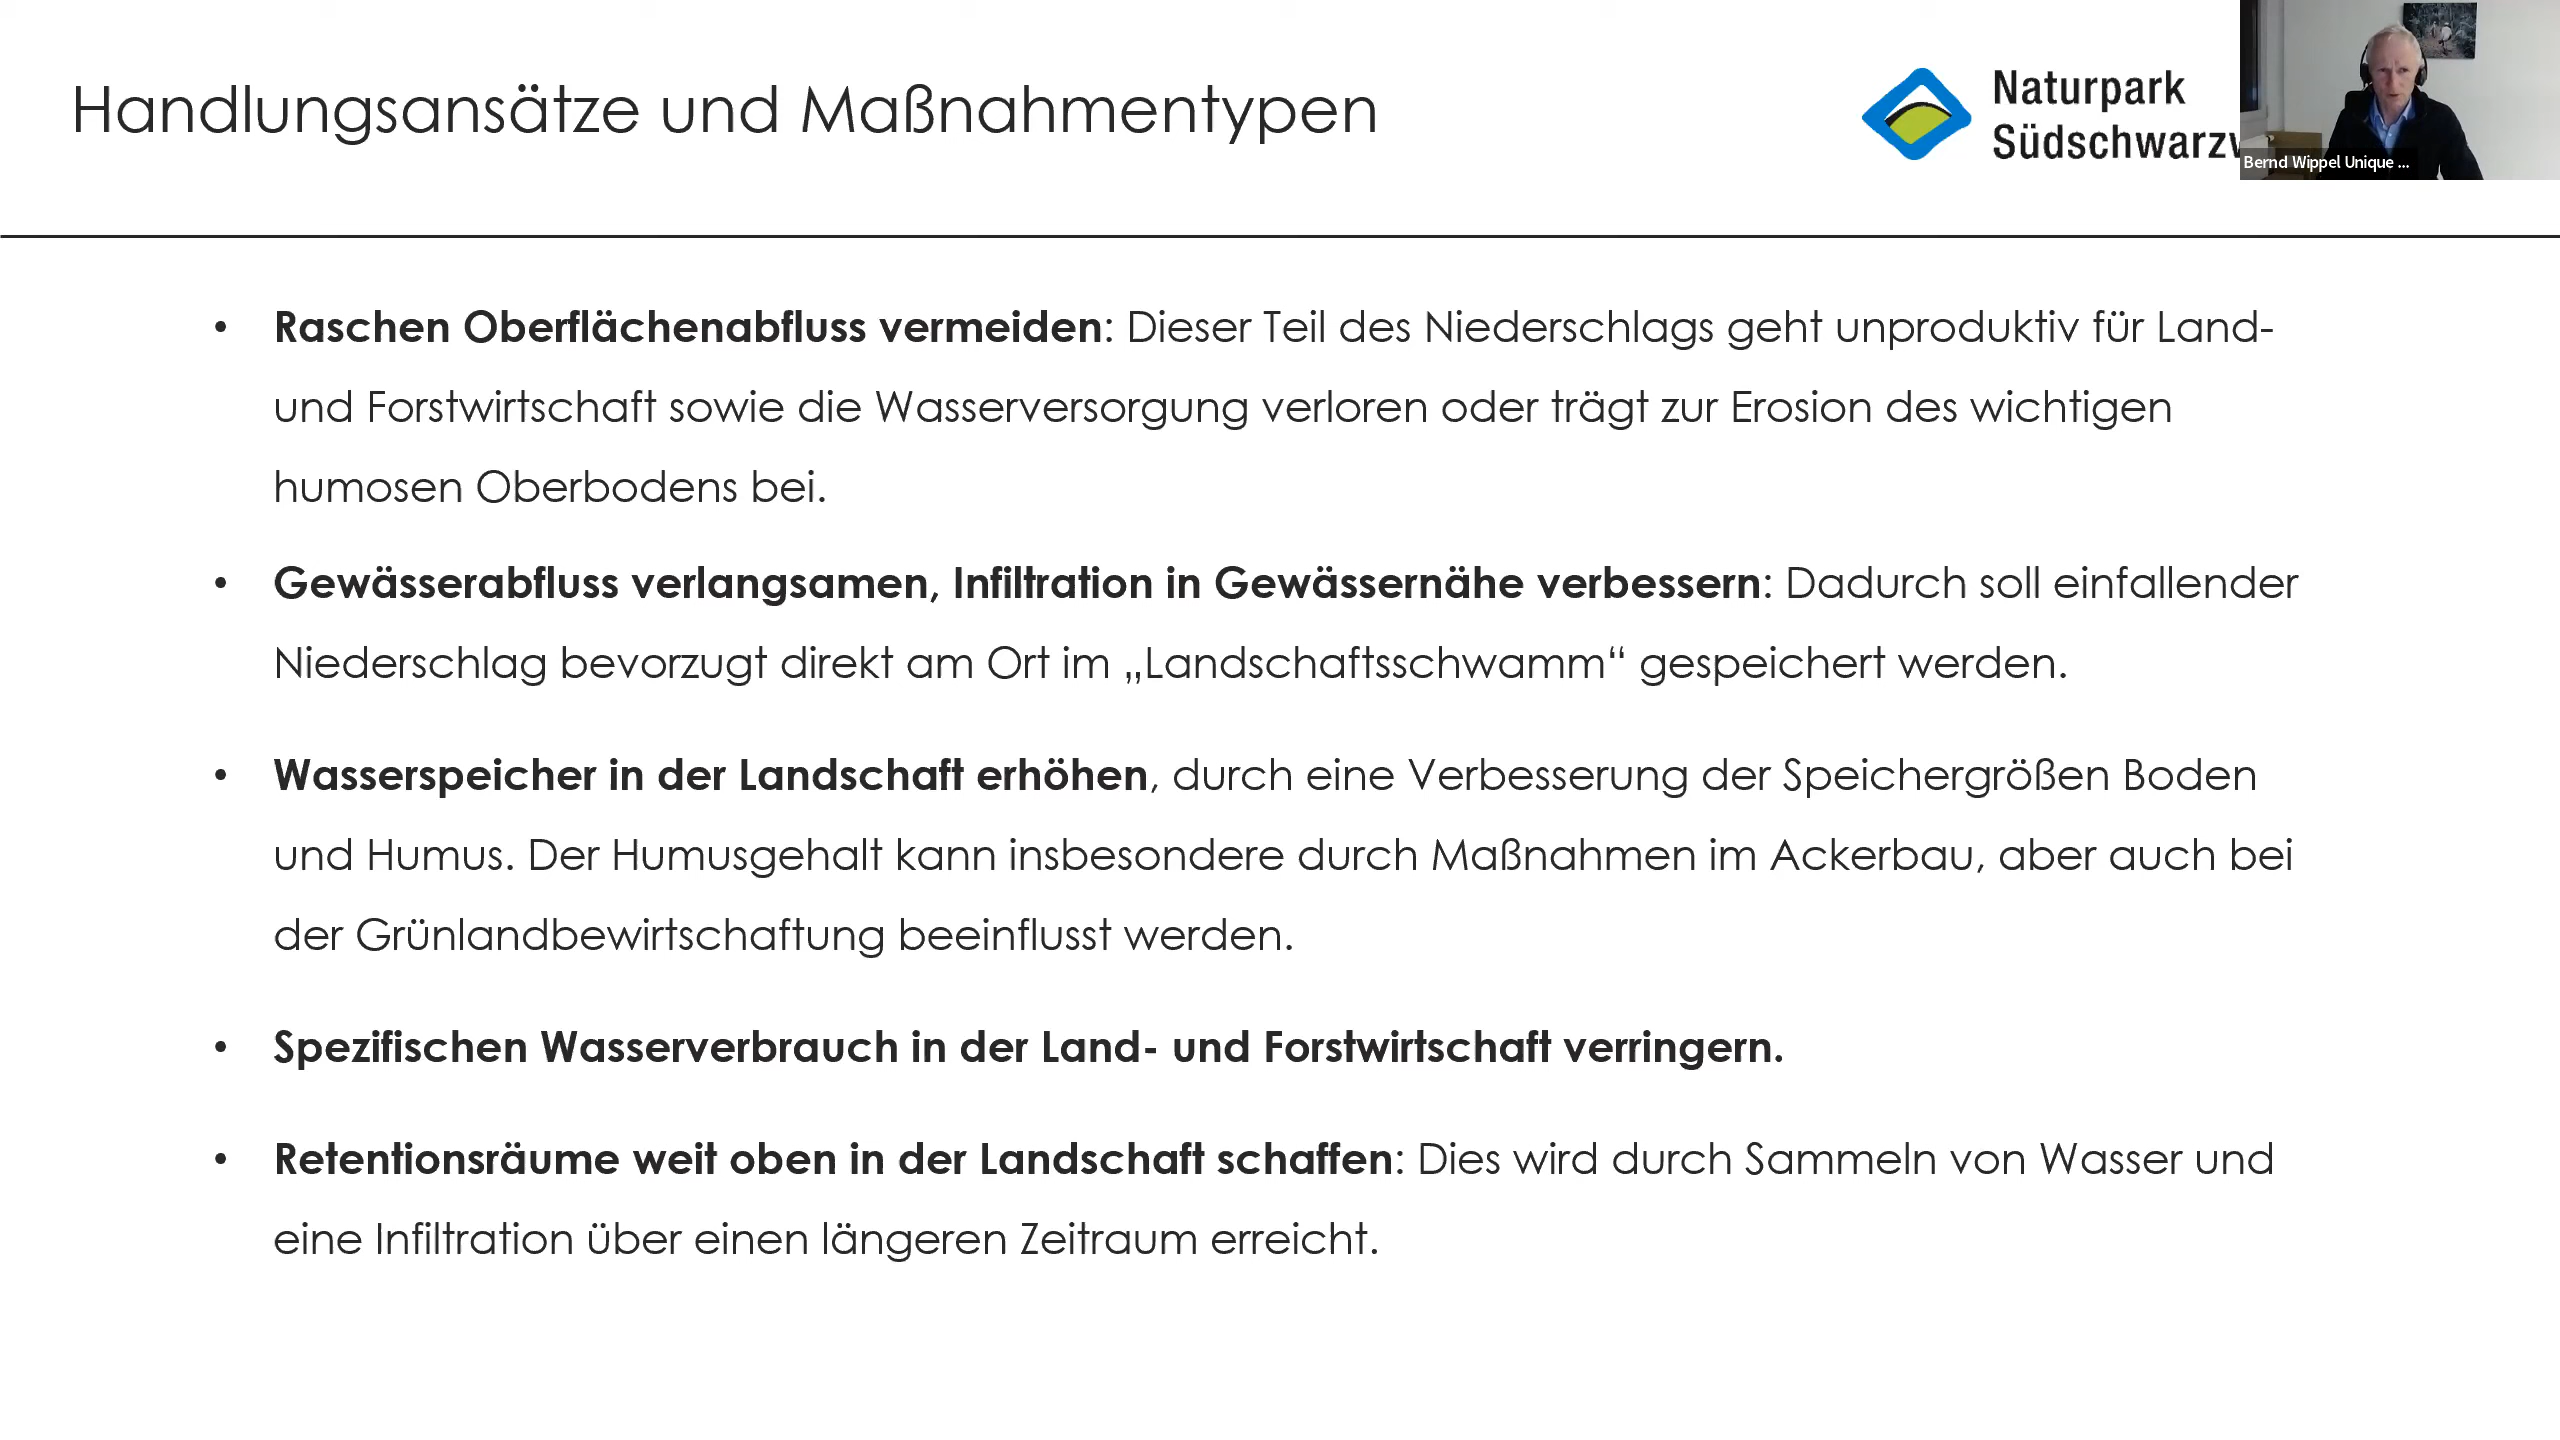 Handlungsansätze und Maßnahmentypen
Naturpark
Bernd Wippel Unique ...
• Raschen Oberflächenabfluss vermeiden: Dieser Teil des Niederschlags geht unproduktiv für Land-
und Forstwirtschaft sowie die Wasserversorgung verloren oder trägt zur Erosion des wichtigen
humosen Oberbodens bei.
• Gewässerabfluss verlangsamen, Infiltration in Gewässernähe verbessern: Dadurch soll einfallender
Niederschlag bevorzugt direkt am Ort im „Landschaftsschwamm“ gespeichert werden.
• Wasserspeicher in der Landschaft erhöhen, durch eine Verbesserung der Speichergrößen Boden
und Humus. Der Humusgehalt kann insbesondere durch Maßnahmen im Ackerbau, aber auch bei
der Grünlandbewirtschaftung beeinflusst werden.
• Spezifischen Wasserverbrauch in der Land- und Forstwirtschaft verringern.
• Retentionsräume weit oben in der Landschaft schaffen: Dies wird durch Sammeln von Wasser und
eine Infiltration über einen längeren Zeitraum erreicht.